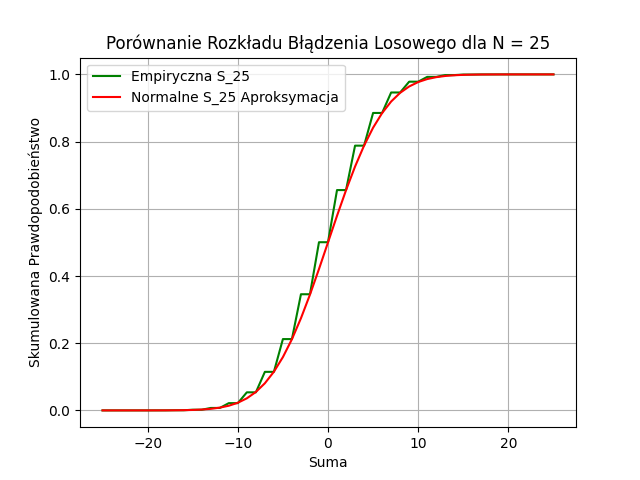 Porównanie Rozkładu Błądzenia Losowego dla N = 25
Empiryczna S_25
Normalne S_25 Aproksymacja
Skumulowana Prawdopodobieństwo
1.0
0.8
0.6
0.4
0.2
0.0
−20
−10
0
10
20
Suma